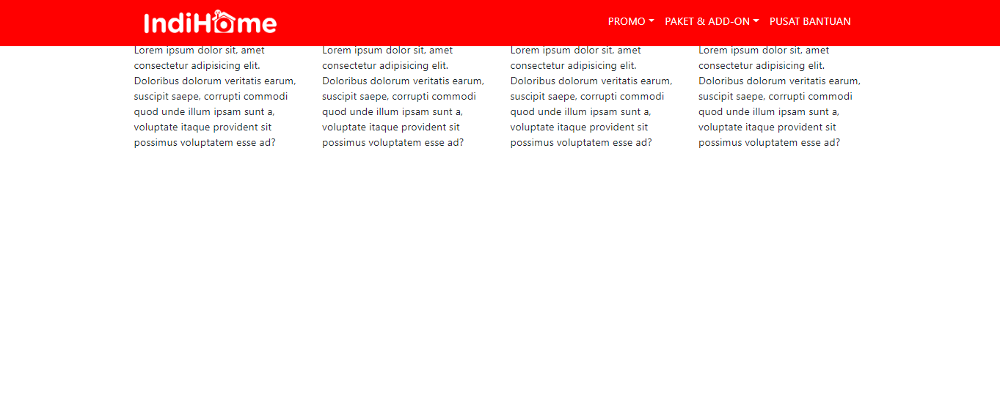 IndiHome
PROMO PAKET & ADD-ON PUSAT BANTUAN
Lorem ipsum dolor sit, amet
consectetur adipisicing elit.
Doloribus dolorum veritatis earum,
suscipit saepe, corrupti commodi
quod unde illum ipsam sunt a,
voluptate itaque provident sit
possimus voluptatem esse ad?
Lorem ipsum dolor sit, amet
consectetur adipisicing elit.
Doloribus dolorum veritatis earum,
suscipit saepe, corrupti commodi
quod unde illum ipsam sunt a,
voluptate itaque provident sit
possimus voluptatem esse ad?
Lorem ipsum dolor sit, amet
consectetur adipisicing elit.
Doloribus dolorum veritatis earum,
suscipit saepe, corrupti commodi
quod unde illum ipsam sunt a,
voluptate itaque provident sit
possimus voluptatem esse ad?
Lorem ipsum dolor sit, amet
consectetur adipisicing elit.
Doloribus dolorum veritatis earum,
suscipit saepe, corrupti commodi
quod unde illum ipsam sunt a,
voluptate itaque provident sit
possimus voluptatem esse ad?